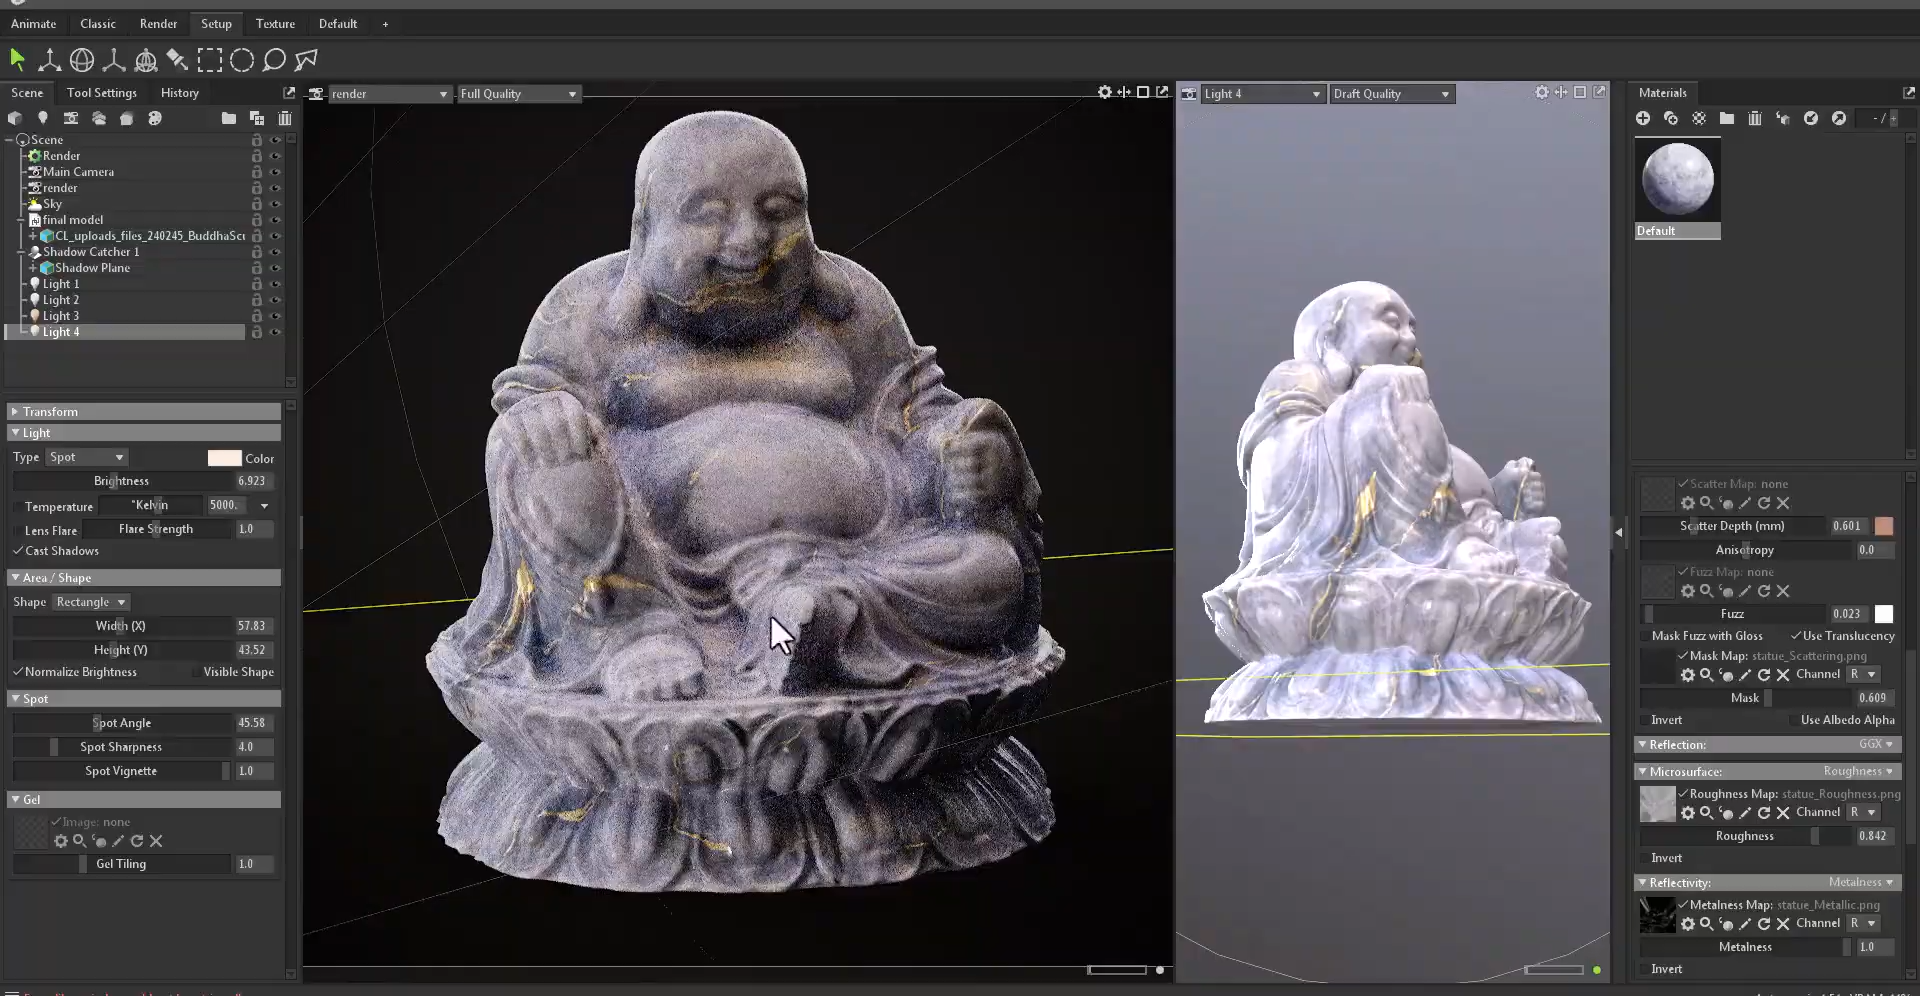 Animate Classic Render Setup Texture Default +
Scene Tool Settings History
render Full Quality
Light 4 Draft Quality
Materials
- / +
Scene
Render
Main Camera
render
Sky
final model
CL_uploads_files_240245_BuddhaScu
Shadow Catcher 1
Shadow Plane
Light 1
Light 2
Light 3
Light 4
Default
Transform
Light
Type Spot Color
Brightness 6.923
Temperature °Kelvin 5000.
Lens Flare Flare Strength 1.0
Cast Shadows
Area / Shape
Shape Rectangle
Width (X) 57.83
Height (Y) 43.52
Normalize Brightness Visible Shape
Spot
Spot Angle 45.58
Spot Sharpness 4.0
Spot Vignette 1.0
Gel
Image: none
Gel Tiling 1.0
Scatter Map: none
Scatter Depth (mm) 0.601
Anisotropy 0.0
Fuzz Map: none
Fuzz 0.023
Mask Fuzz with Gloss Use Translucency
Mask Map: statue_Scattering.png
Channel R
Mask 0.609
Invert Use Albedo Alpha
Reflection: GGX
Microsurface: Roughness
Roughness Map: statue_Roughness.png
Channel R
Roughness 0.842
Invert
Reflectivity: Metalness
Metalness Map: statue_Metallic.png
Channel R
Metalness 1.0
Invert